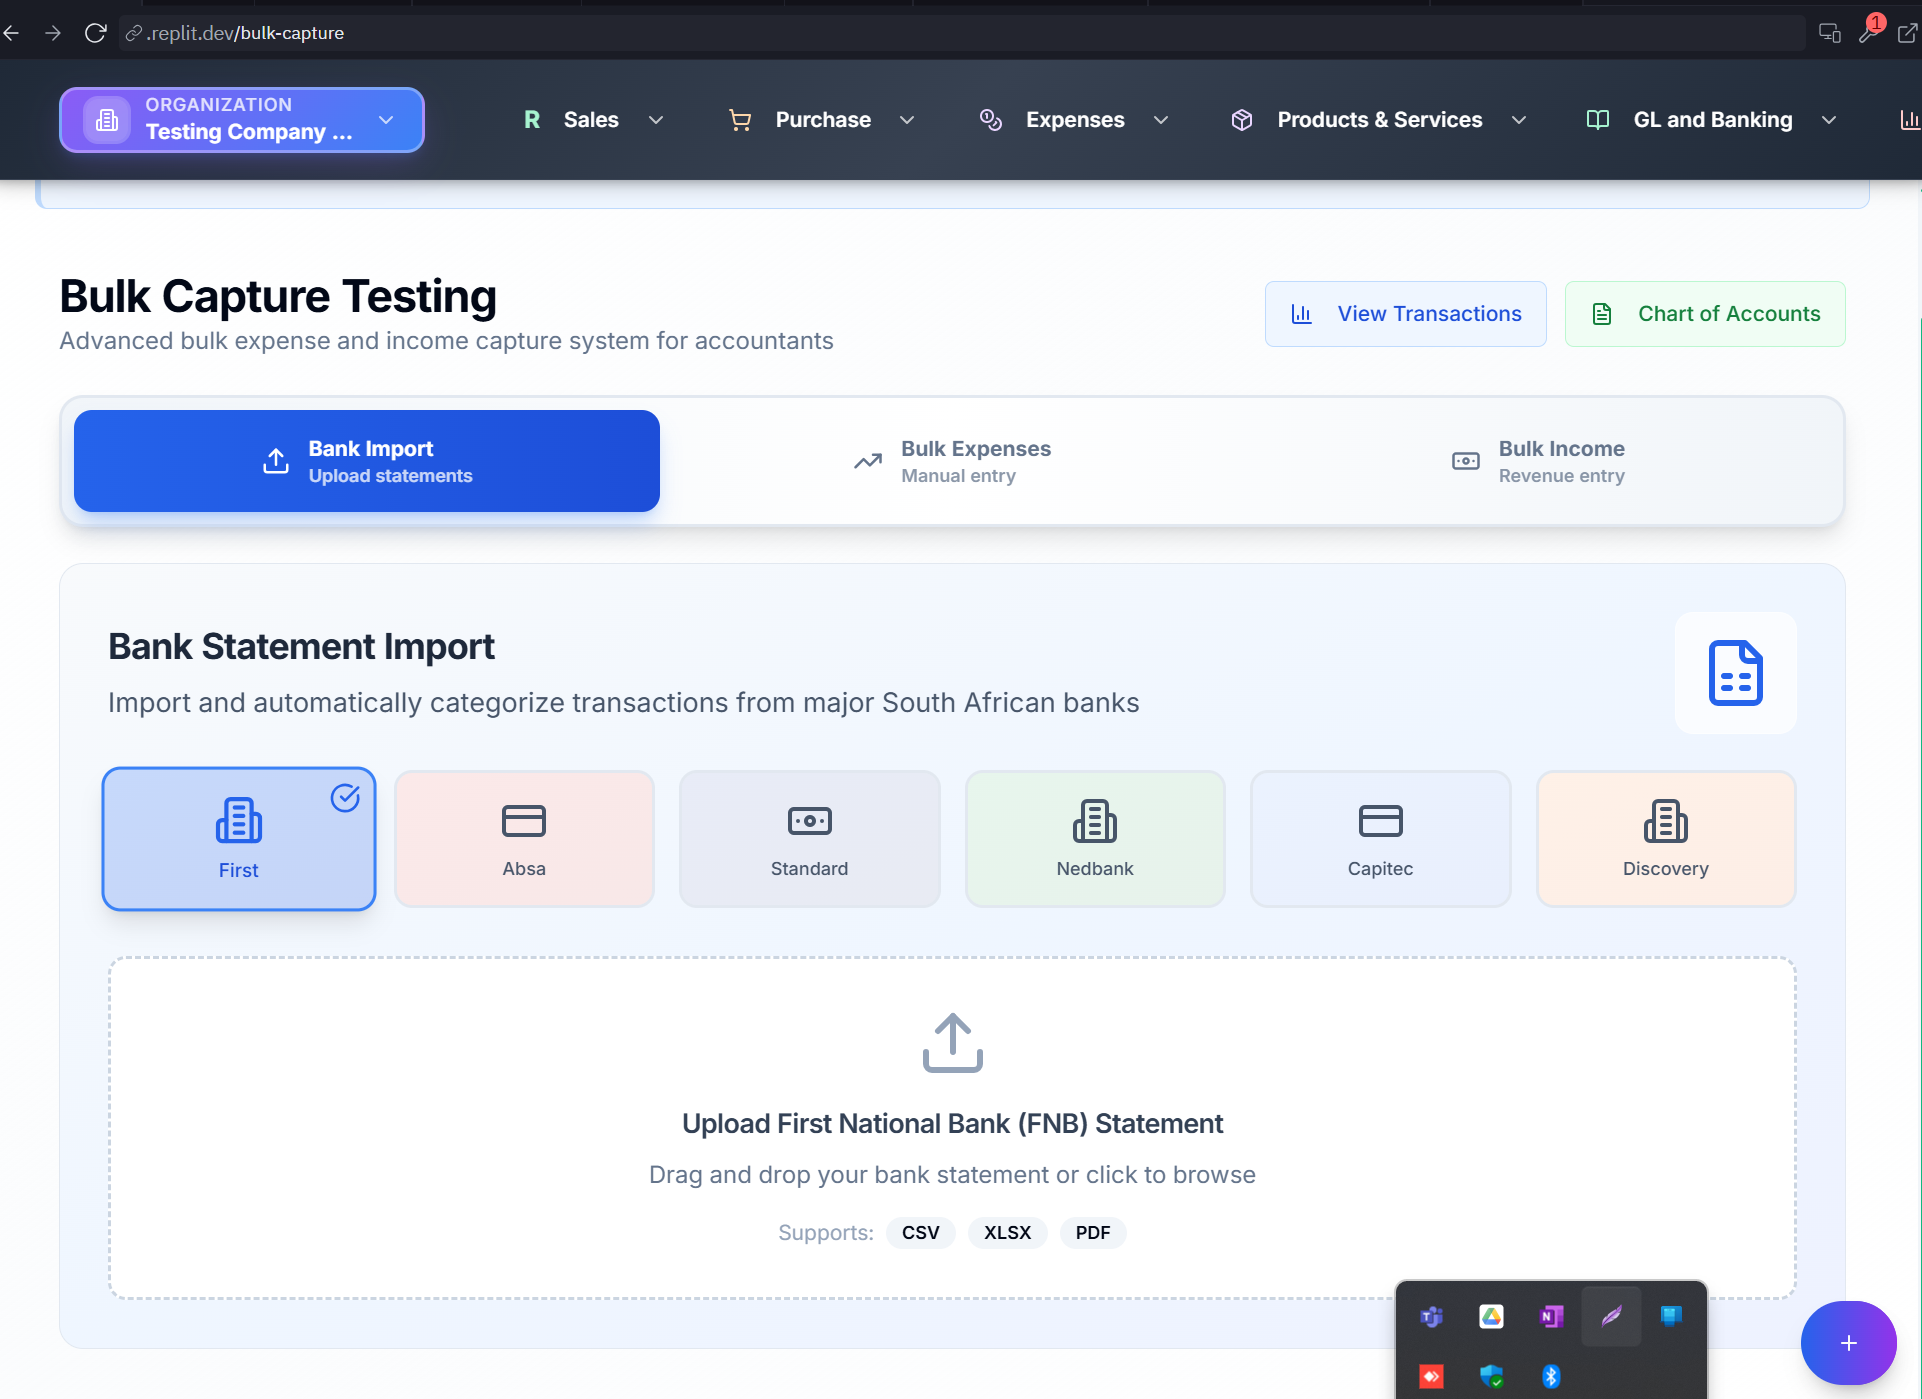 .replit.dev/bulk-capture
1
ORGANIZATION
Testing Company ...
R Sales
Purchase
Expenses
Products & Services
GL and Banking
Bulk Capture Testing
Advanced bulk expense and income capture system for accountants
View Transactions
Chart of Accounts
Bank Import
Upload statements
Bulk Expenses
Manual entry
Bulk Income
Revenue entry
Bank Statement Import
Import and automatically categorize transactions from major South African banks
First
Absa
Standard
Nedbank
Capitec
Discovery
Upload First National Bank (FNB) Statement
Drag and drop your bank statement or click to browse
Supports: CSV XLSX PDF